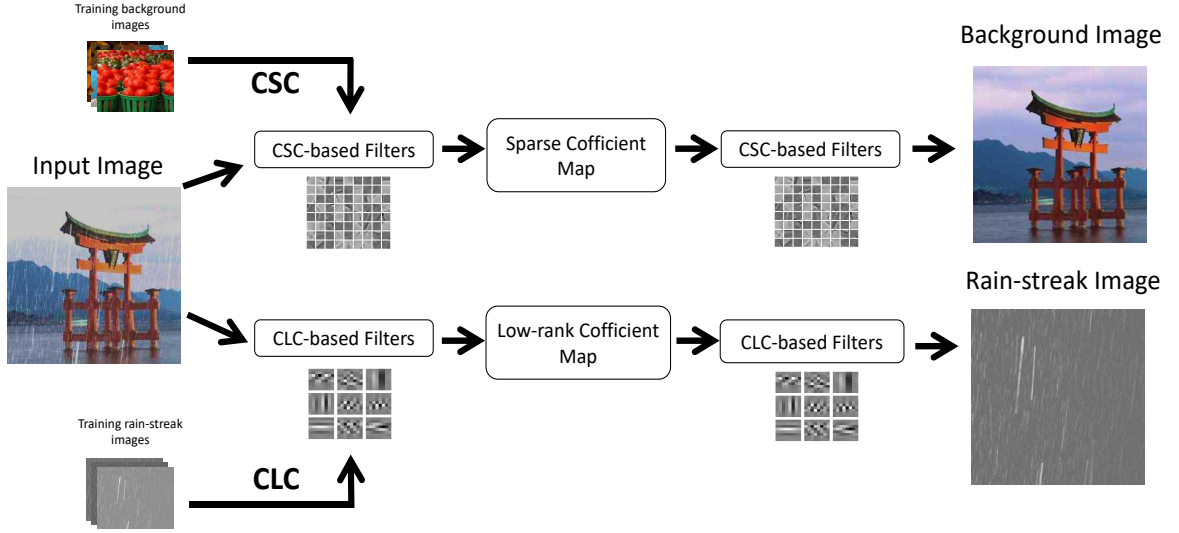 Training background
images
CSC
Background Image
CSC-based Filters
Sparse Cofficient
Map
CSC-based Filters
Input Image
Rain-streak Image
CLC-based Filters
Low-rank Cofficient
Map
CLC-based Filters
Training rain-streak
images
CLC